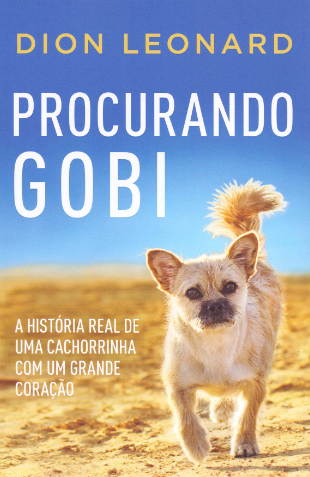 DION LEONARD
PROCURANDO
GOBI
A HISTÓRIA REAL DE
UMA CACHORRINHA
COM UM GRANDE
CORAÇÃO